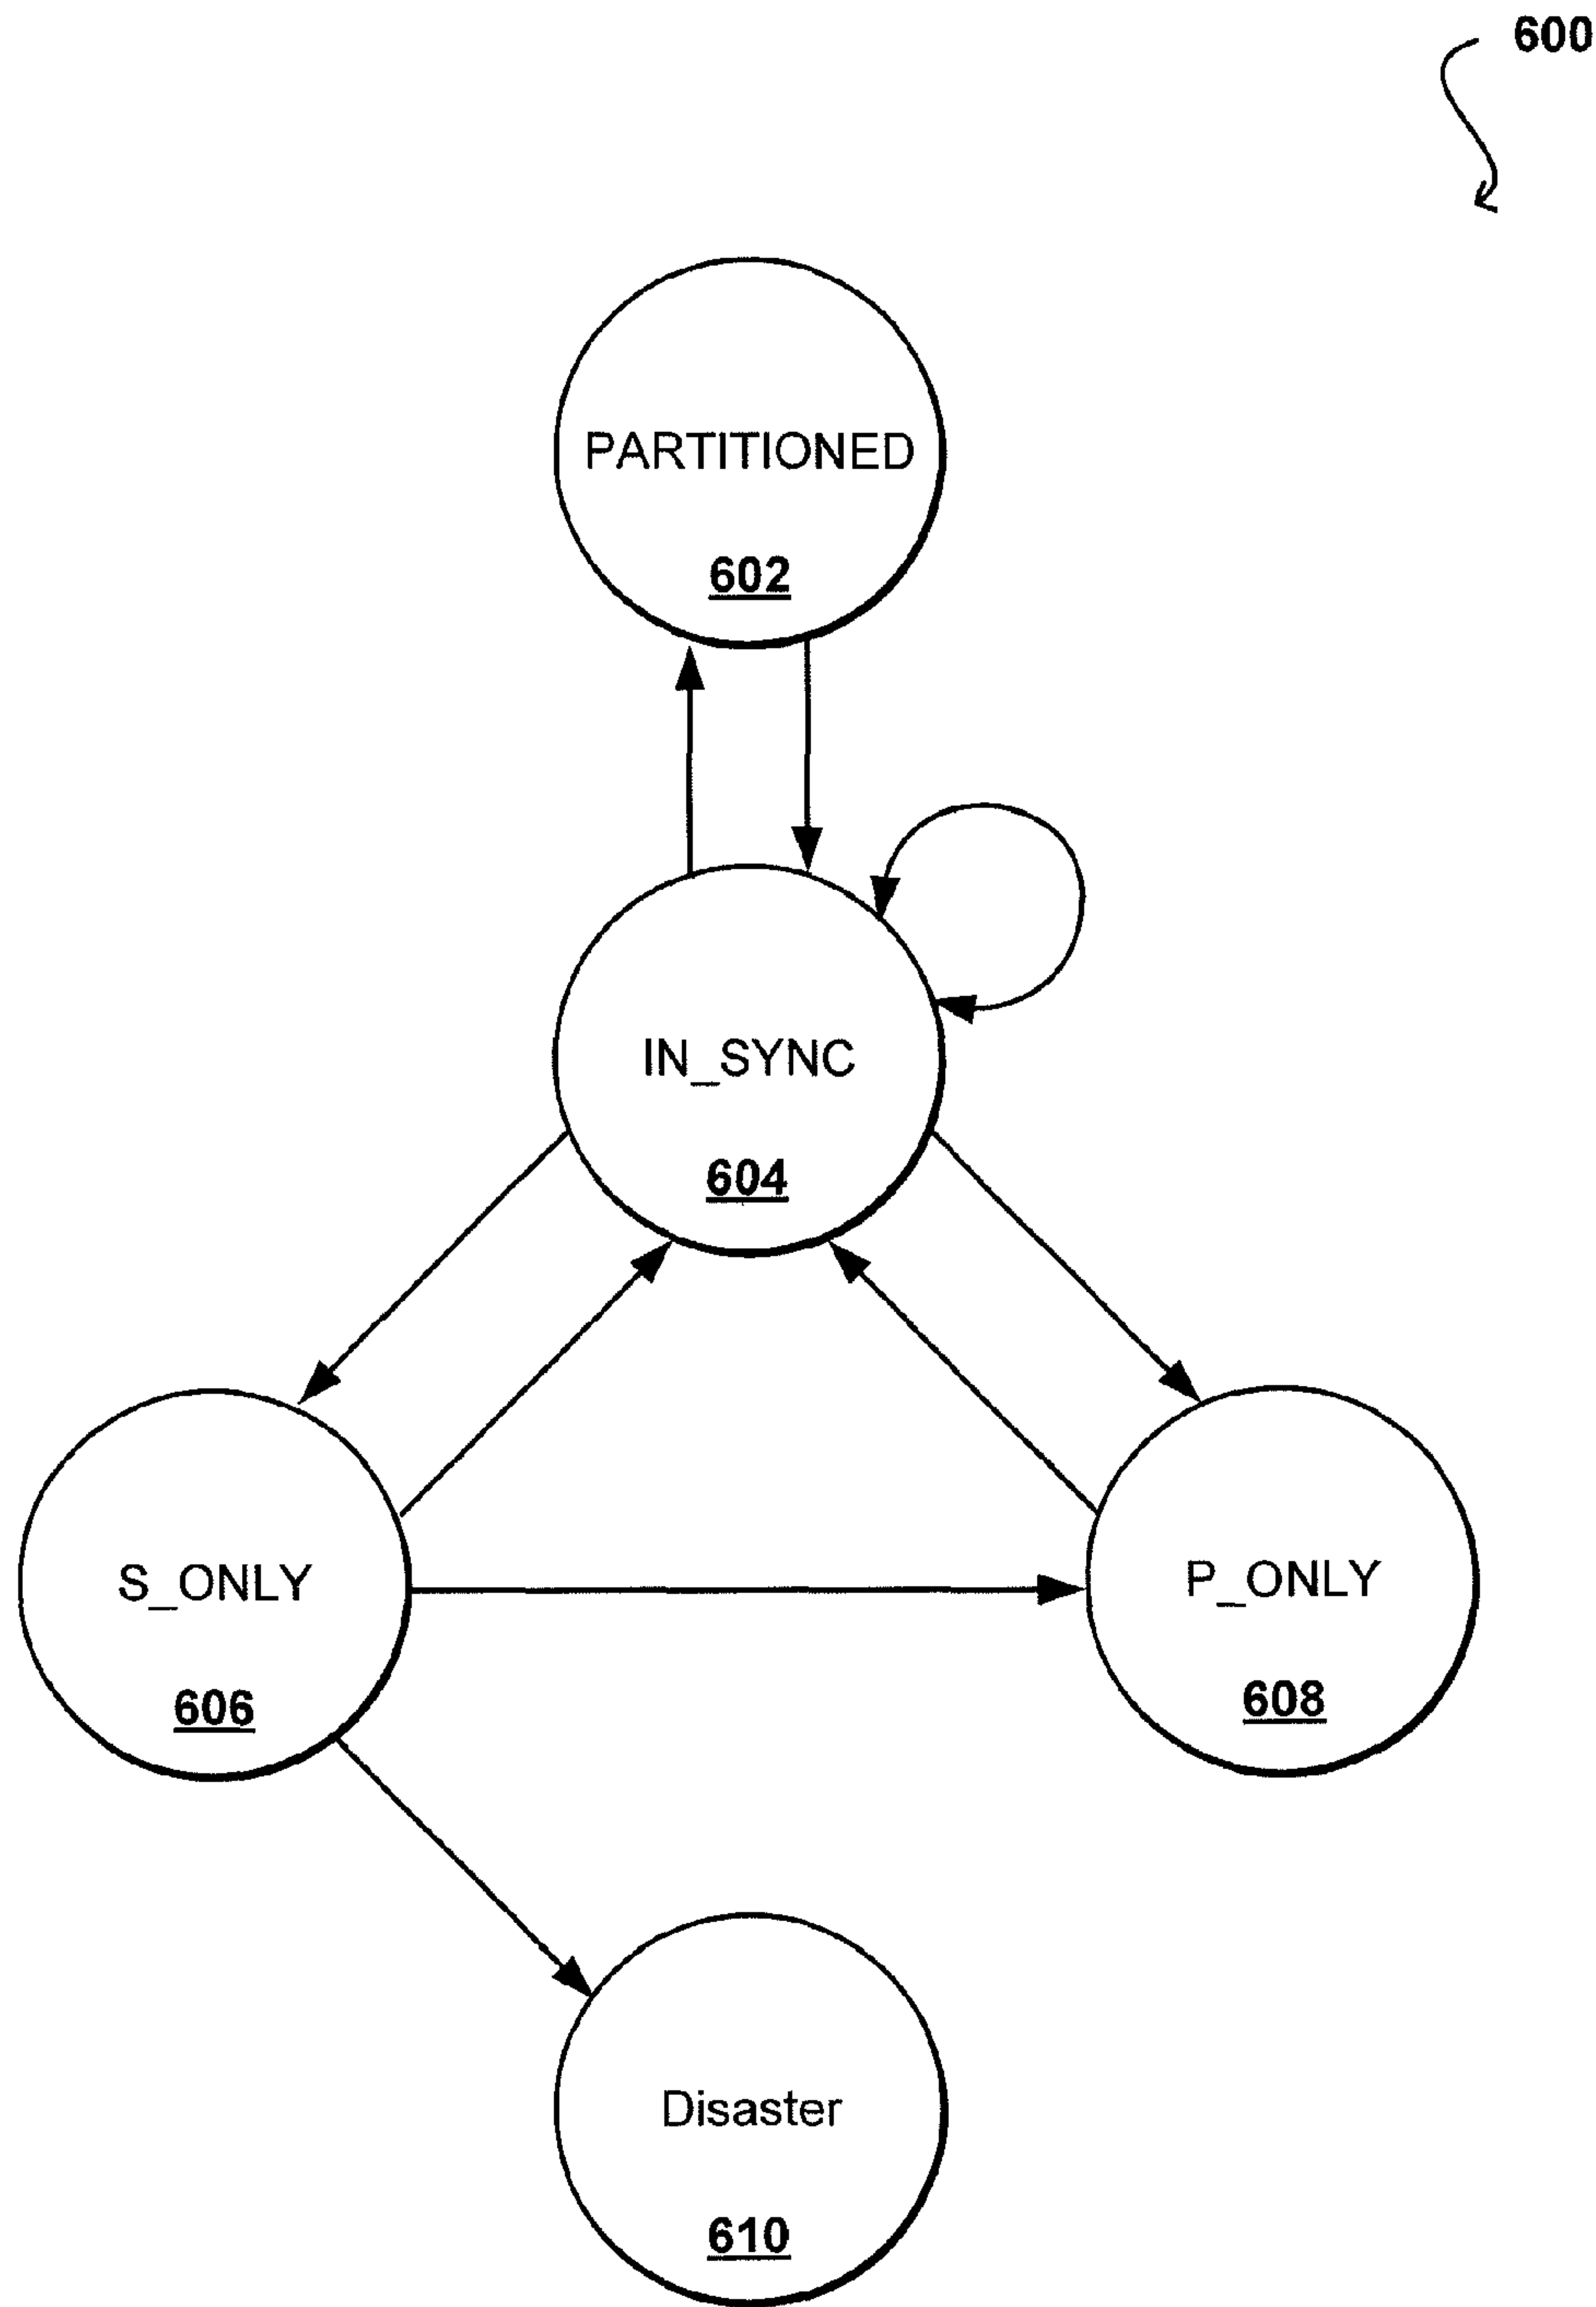 600
PARTITIONED
602
IN_SYNC
604
S_ONLY
606
P_ONLY
608
Disaster
610